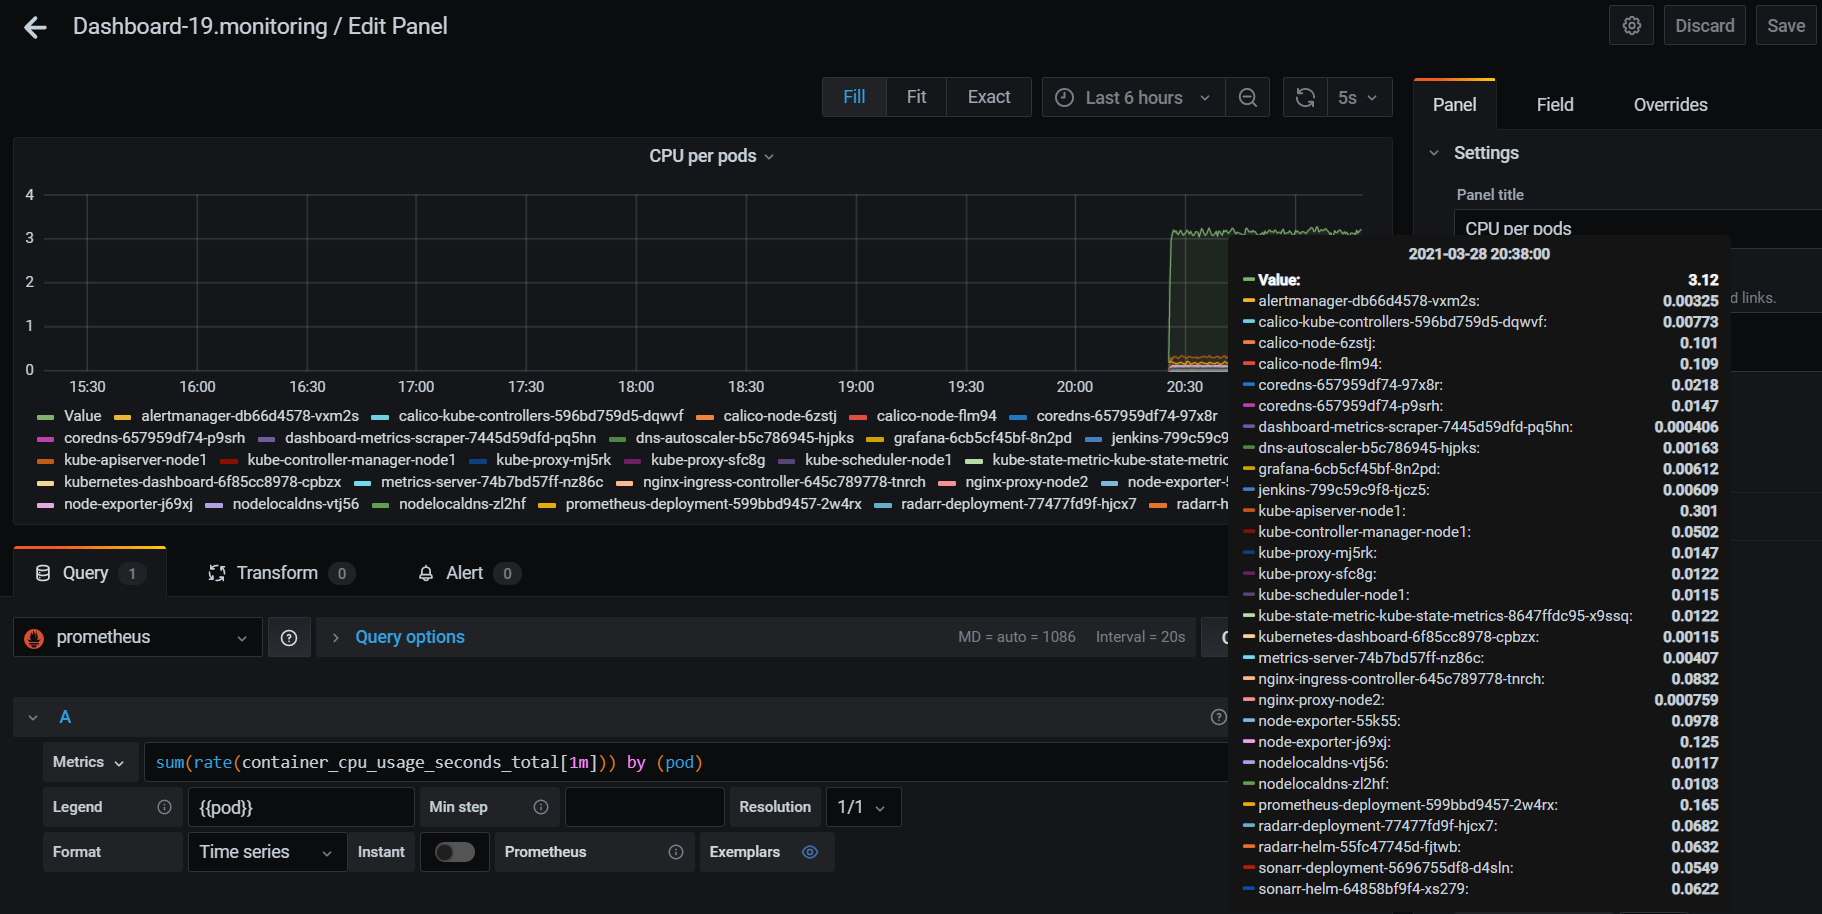 Dashboard-19.monitoring / Edit Panel
Discard
Save
Fill
Fit
Exact
Last 6 hours
5s
Panel
Field
Overrides
CPU per pods
Settings
Panel title
CPU per pods
d links.
4
3
2
1
0
15:30 16:00 16:30 17:00 17:30 18:00 18:30 19:00 19:30 20:00 20:30
Value alertmanager-db66d4578-vxm2s calico-kube-controllers-596bd759d5-dqwvf calico-node-6zstj calico-node-flm94 coredns-657959df74-97x8r
coredns-657959df74-p9srh dashboard-metrics-scraper-7445d59dfd-pq5hn dns-autoscaler-b5c786945-hjpks grafana-6cb5cf45bf-8n2pd jenkins-799c59c9
kube-apiserver-node1 kube-controller-manager-node1 kube-proxy-mj5rk kube-proxy-sfc8g kube-scheduler-node1 kube-state-metric-kube-state-metric
kubernetes-dashboard-6f85cc8978-cpbzx metrics-server-74b7bd57ff-nz86c nginx-ingress-controller-645c789778-tnrch nginx-proxy-node2 node-exporter-5
node-exporter-j69xj nodelocaldns-vtj56 nodelocaldns-zl2hf prometheus-deployment-599bbd9457-2w4rx radarr-deployment-77477fd9f-hjcx7 radarr-h
2021-03-28 20:38:00
Value: 3.12
alertmanager-db66d4578-vxm2s: 0.00325
calico-kube-controllers-596bd759d5-dqwvf: 0.00773
calico-node-6zstj: 0.101
calico-node-flm94: 0.109
coredns-657959df74-97x8r: 0.0218
coredns-657959df74-p9srh: 0.0147
dashboard-metrics-scraper-7445d59dfd-pq5hn: 0.000406
dns-autoscaler-b5c786945-hjpks: 0.00163
grafana-6cb5cf45bf-8n2pd: 0.00612
jenkins-799c59c9f8-tjcz5: 0.00609
kube-apiserver-node1: 0.301
kube-controller-manager-node1: 0.0502
kube-proxy-mj5rk: 0.0147
kube-proxy-sfc8g: 0.0122
kube-scheduler-node1: 0.0115
kube-state-metric-kube-state-metrics-8647ffdc95-x9ssq: 0.0122
kubernetes-dashboard-6f85cc8978-cpbzx: 0.00115
metrics-server-74b7bd57ff-nz86c: 0.00407
nginx-ingress-controller-645c789778-tnrch: 0.0832
nginx-proxy-node2: 0.000759
node-exporter-55k55: 0.0978
node-exporter-j69xj: 0.125
nodelocaldns-vtj56: 0.0117
nodelocaldns-zl2hf: 0.0103
prometheus-deployment-599bbd9457-2w4rx: 0.165
radarr-deployment-77477fd9f-hjcx7: 0.0682
radarr-helm-55fc47745d-fjtwb: 0.0632
sonarr-deployment-5696755df8-d4sln: 0.0549
sonarr-helm-64858bf9f4-xs279: 0.0622
Query 1
Transform 0
Alert 0
prometheus
Query options
MD = auto = 1086 Interval = 20s
A
Metrics
sum(rate(container_cpu_usage_seconds_total[1m])) by (pod)
Legend
{{pod}}
Min step
Resolution
1/1
Format
Time series
Instant
Prometheus
Exemplars